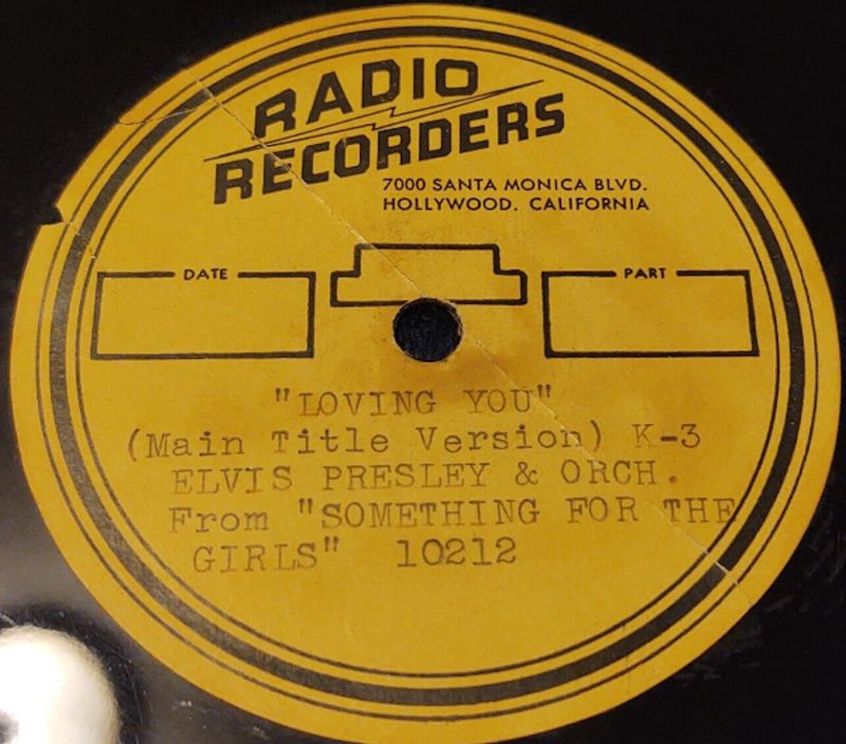 RADIO
RECORDERS
7000 SANTA MONICA BLVD.
HOLLYWOOD. CALIFORNIA
DATE
PART
"LOVING YOU"
(Main Title Version) K-3
ELVIS PRESLEY & ORCH.
From "SOMETHING FOR THE
GIRLS" 10212